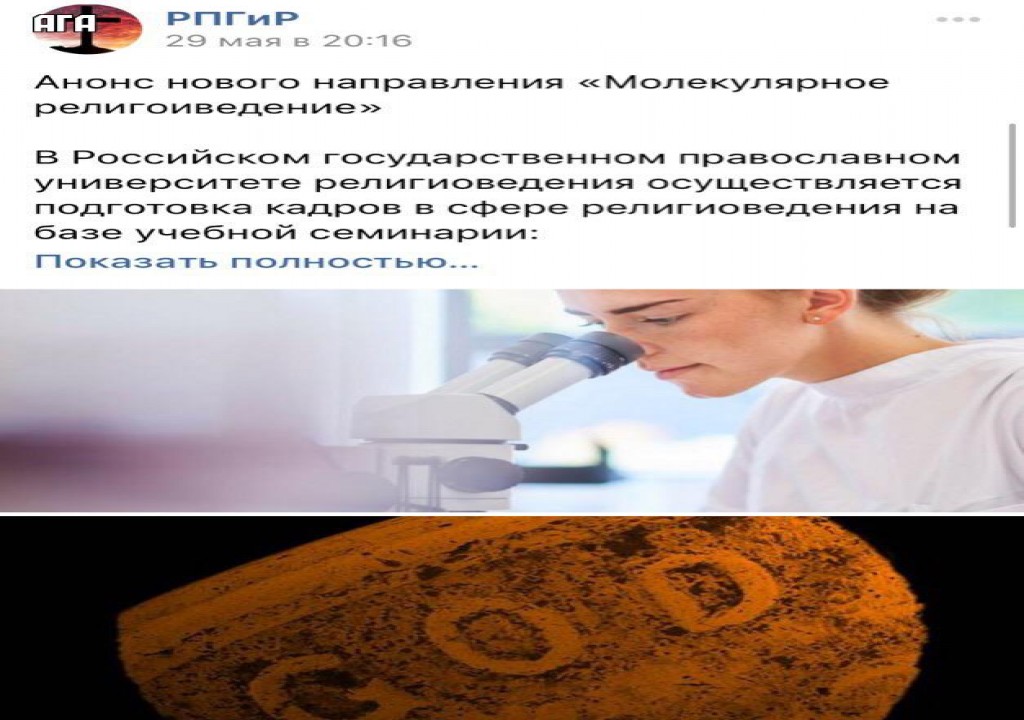 АГА
РПГиР
29 мая в 20:16
Анонс нового направления «Молекулярное
религоиведение»
В Российском государственном православном
университете религиоведения осуществляется
подготовка кадров в сфере религиоведения на
базе учебной семинарии:
Показать полностью...
GOD